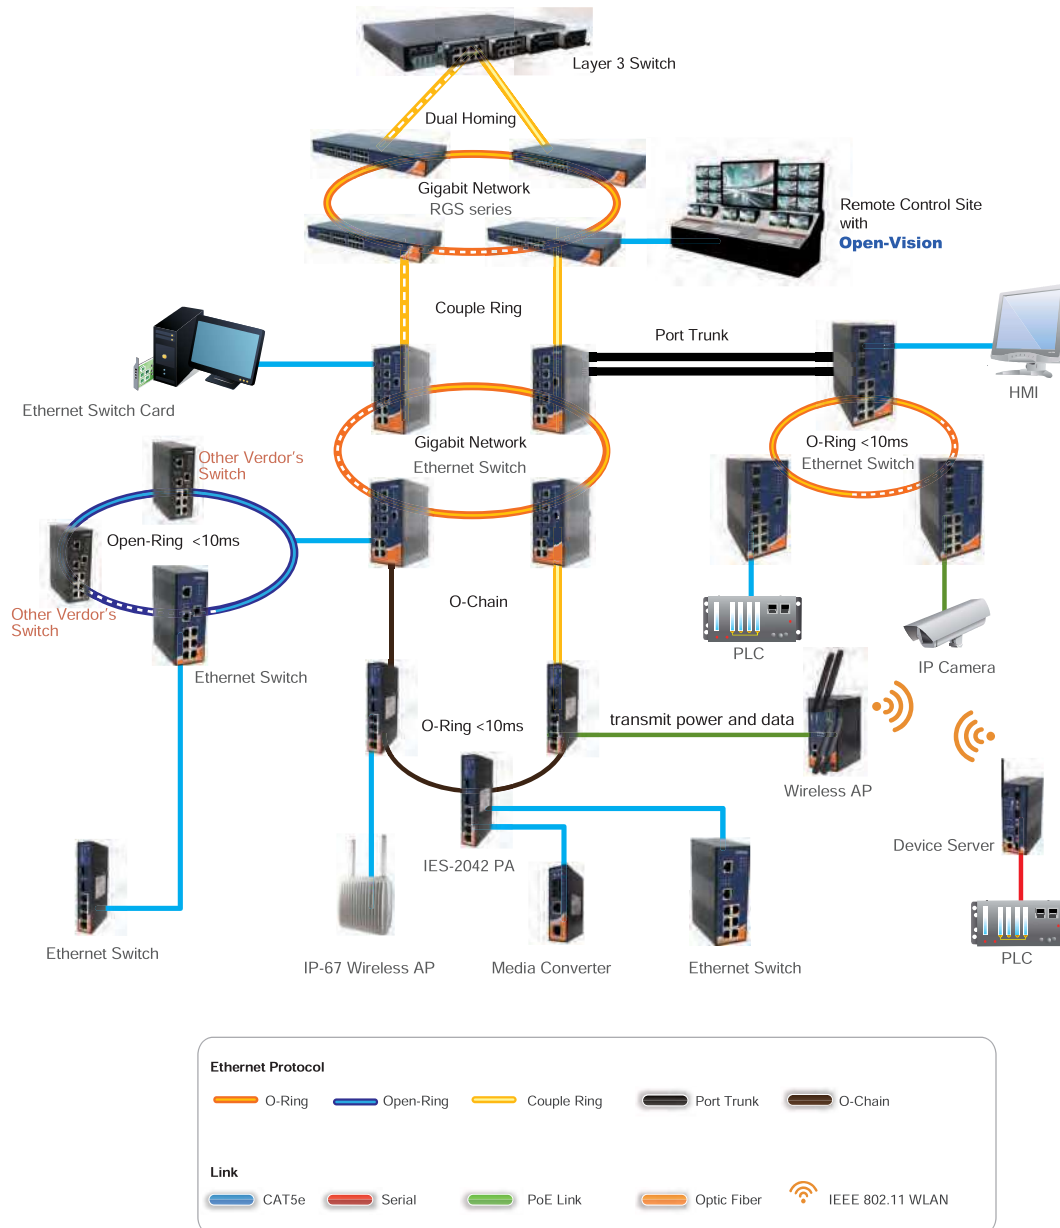 Layer 3 Switch
Dual Homing
Gigabit Network
RGS series
Remote Control Site
with
Open-Vision
Couple Ring
Port Trunk
HMI
Ethernet Switch Card
Gigabit Network
Ethernet Switch
O-Ring <10ms
Ethernet Switch
Other Verdor's
Switch
Open-Ring <10ms
Other Verdor's
Switch
Ethernet Switch
O-Chain
PLC
IP Camera
O-Ring <10ms
transmit power and data
Wireless AP
Device Server
IES-2042 PA
Ethernet Switch
IP-67 Wireless AP
Media Converter
Ethernet Switch
PLC
Ethernet Protocol
O-Ring
Open-Ring
Couple Ring
Port Trunk
O-Chain
Link
CAT5e
Serial
PoE Link
Optic Fiber
IEEE 802.11 WLAN